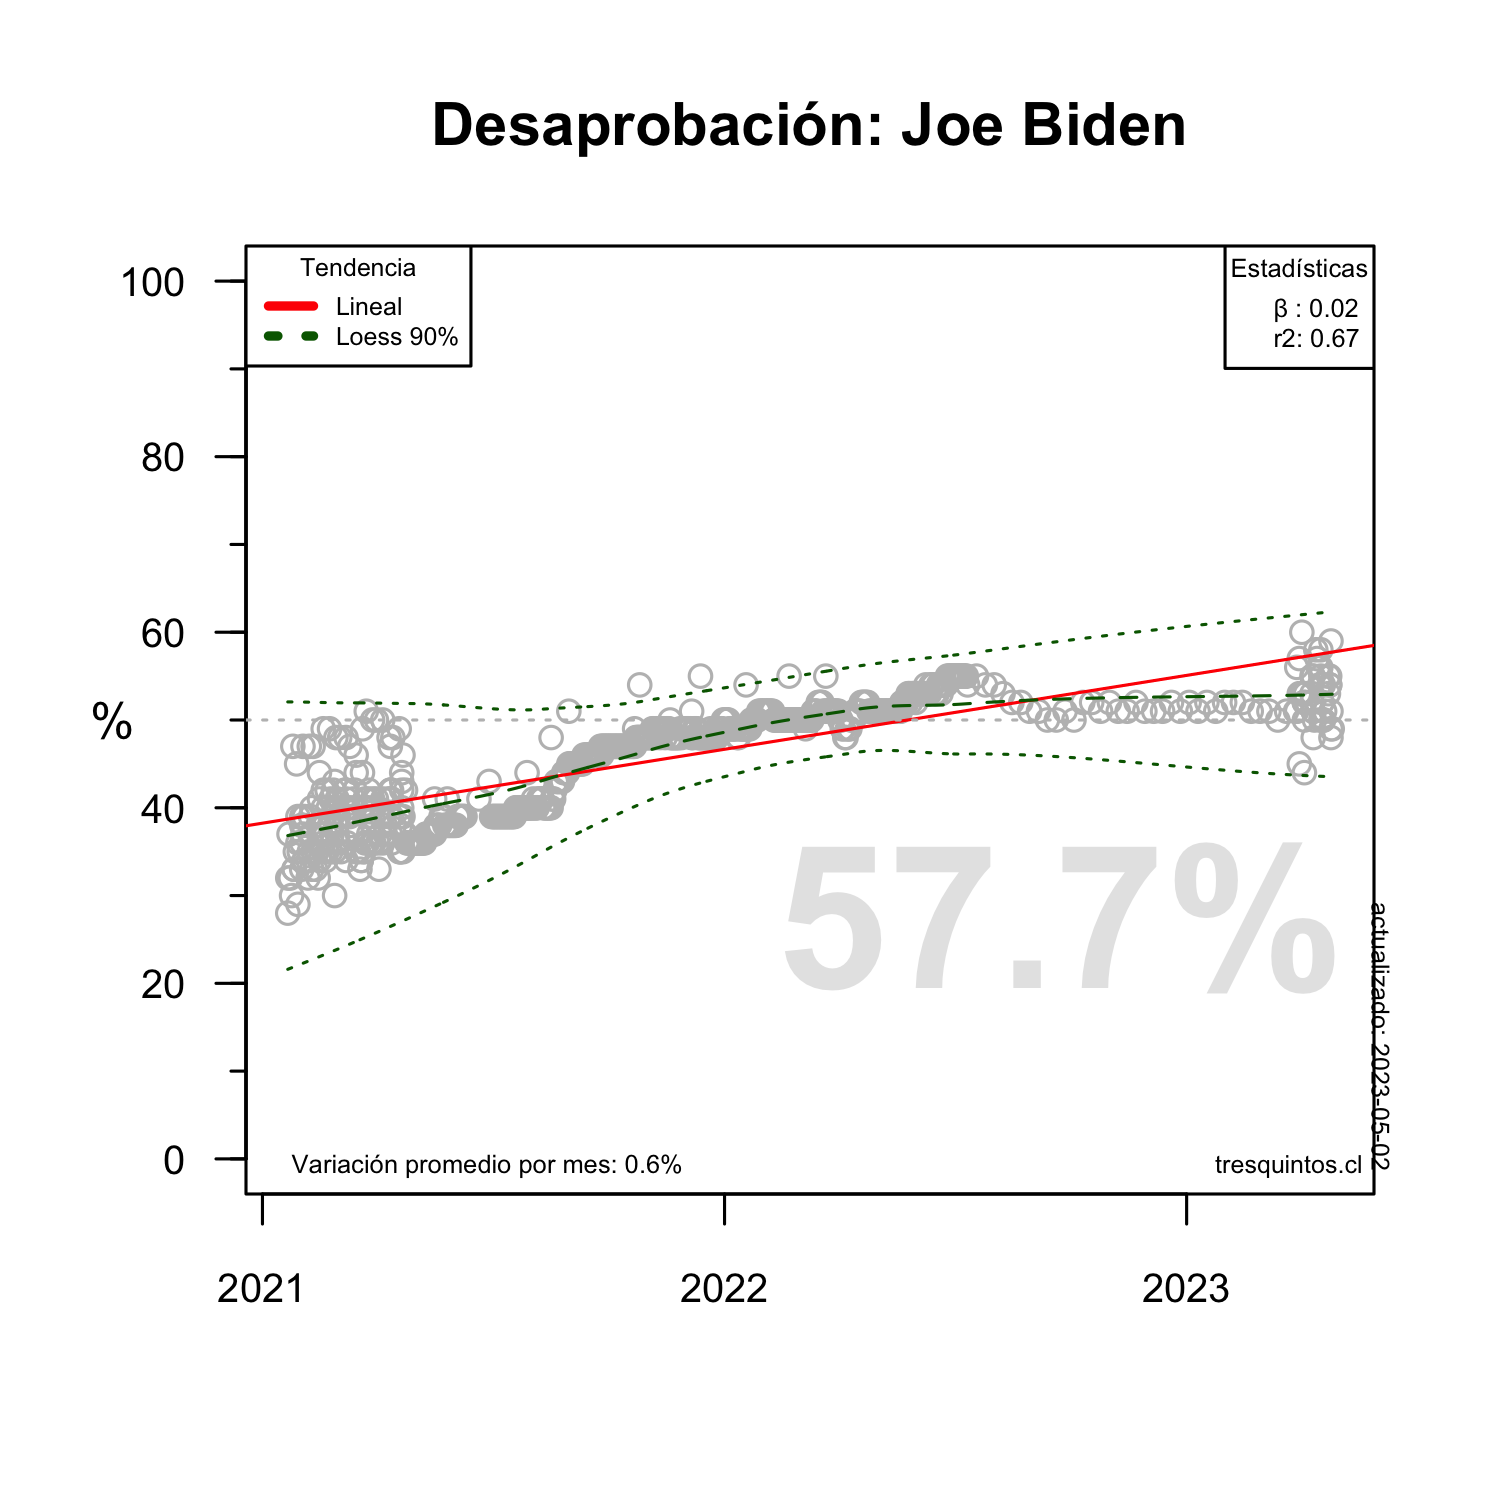 Desaprobación: Joe Biden
Tendencia
Lineal
Loess 90%
Estadísticas
β : 0.02
r2: 0.67
100
80
60
%
40
20
0
57.7%
actualizado: 2023-05-02
Variación promedio por mes: 0.6%
tresquintos.cl
2021
2022
2023